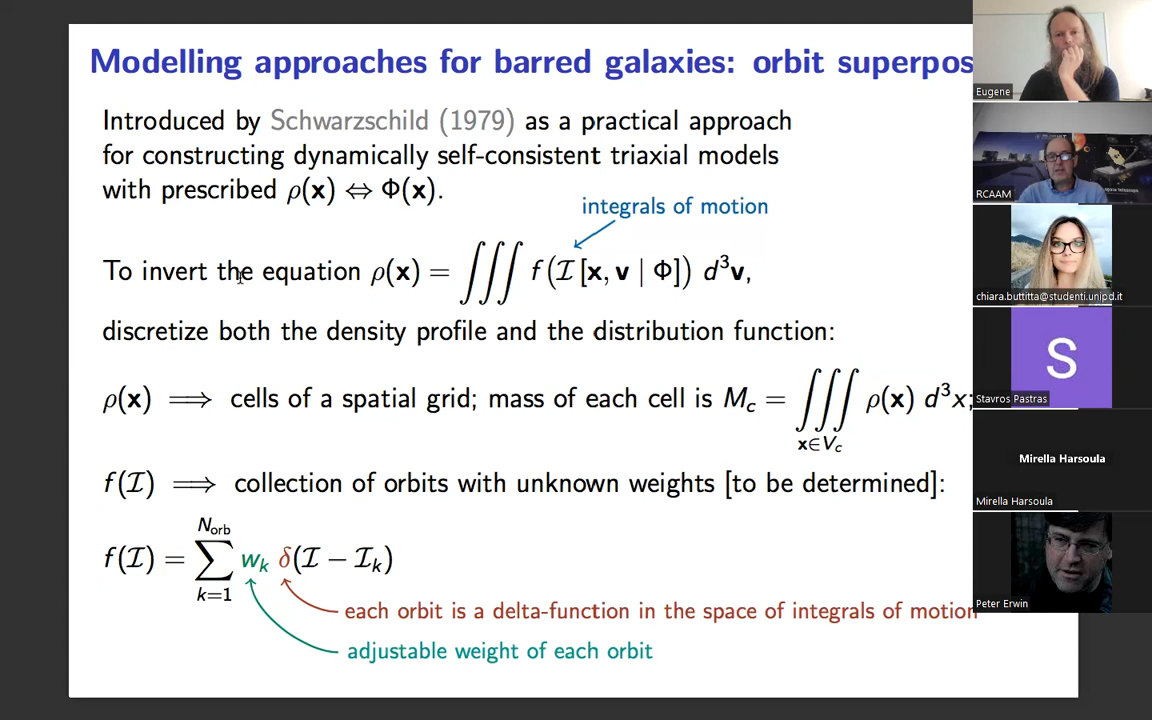 Modelling approaches for barred galaxies: orbit superpos
Introduced by Schwarzschild (1979) as a practical approach
for constructing dynamically self-consistent triaxial models
with prescribed ρ(x) ⇔ Φ(x).
integrals of motion
To invert the equation ρ(x) = ∭ f(ℐ[x, v | Φ]) d³v,
discretize both the density profile and the distribution function:
ρ(x) ⟹ cells of a spatial grid; mass of each cell is M_c = ∭_{x∈V_c} ρ(x) d³x;
f(ℐ) ⟹ collection of orbits with unknown weights [to be determined]:
f(ℐ) = ∑_{k=1}^{N_orb} w_k δ(ℐ − ℐ_k)
each orbit is a delta-function in the space of integrals of motion
adjustable weight of each orbit
Eugene
RCAAM
chiara.buttitta@studenti.unipd.it
S
Stavros Pastras
Mirella Harsoula
Mirella Harsoula
Peter Erwin